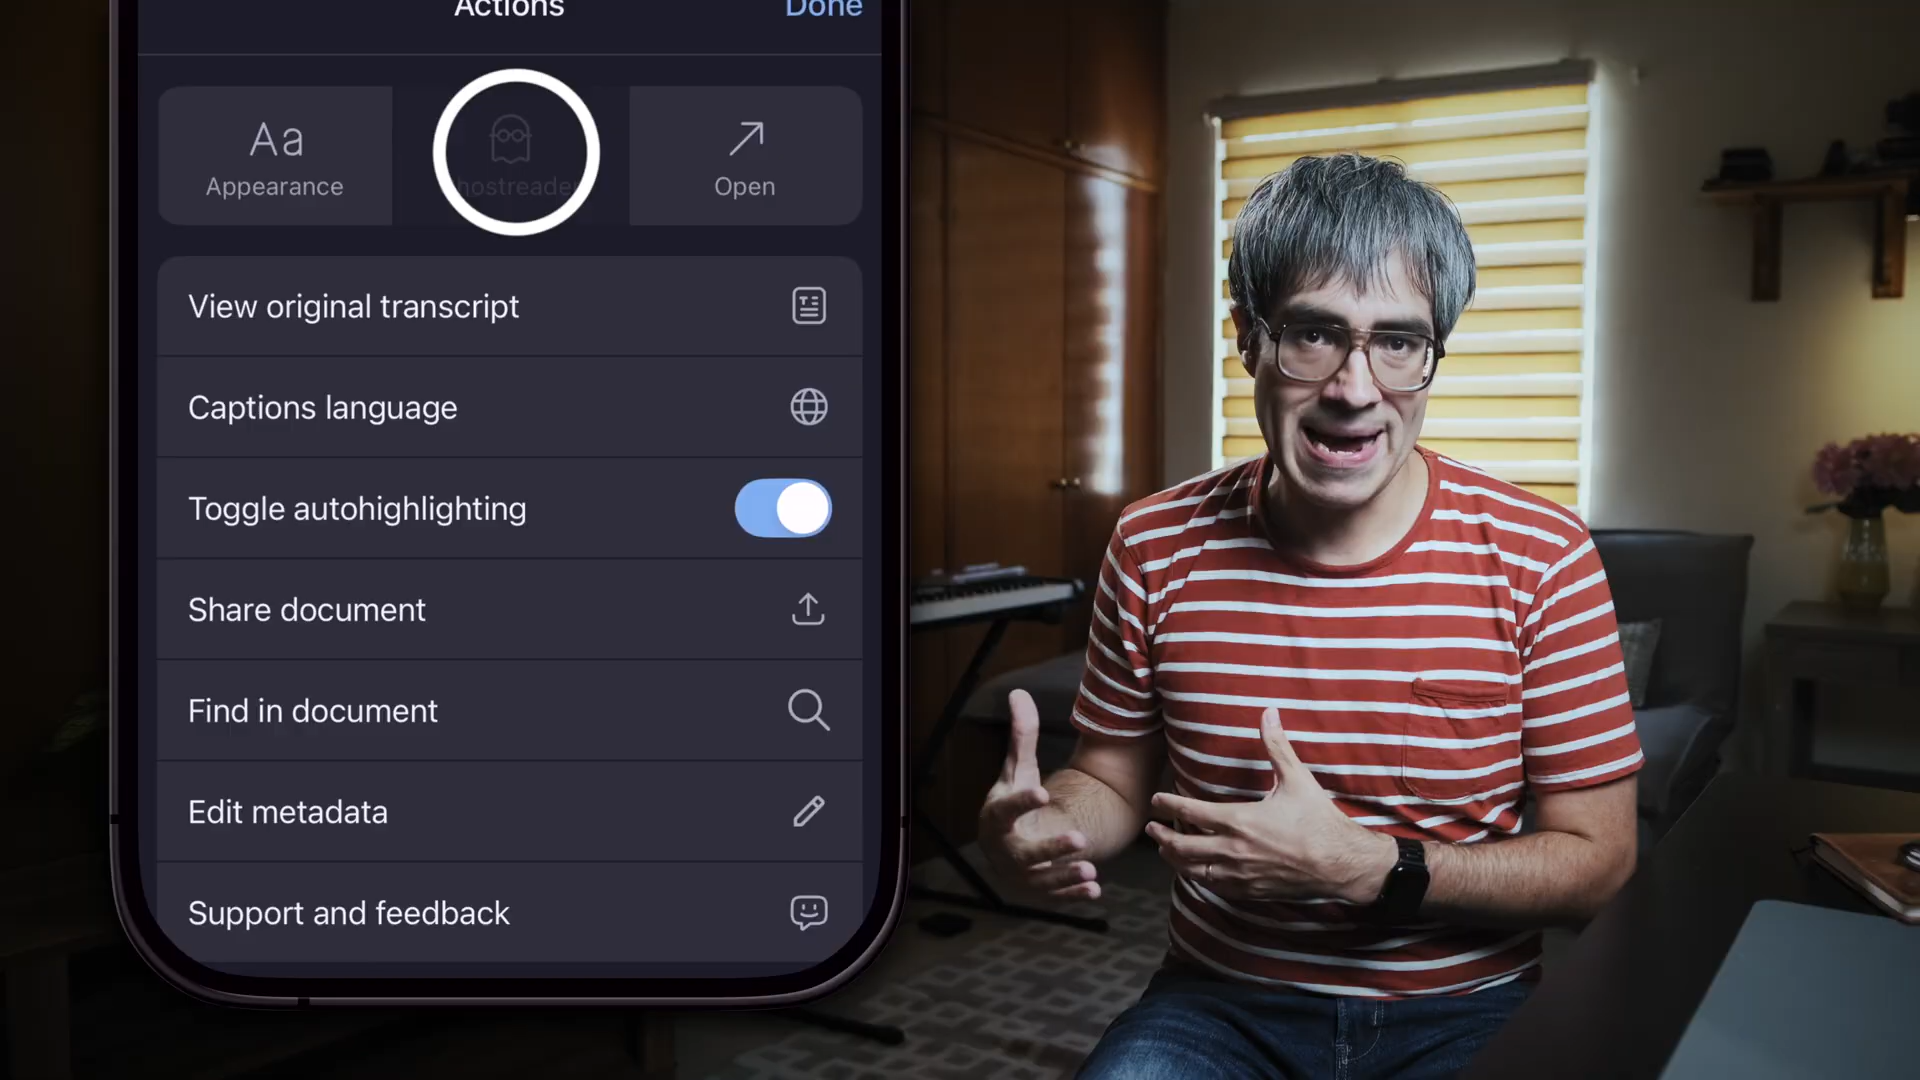 Actions
Done
Aa
Appearance
hostreade
Open
View original transcript
Captions language
Toggle autohighlighting
Share document
Find in document
Edit metadata
Support and feedback